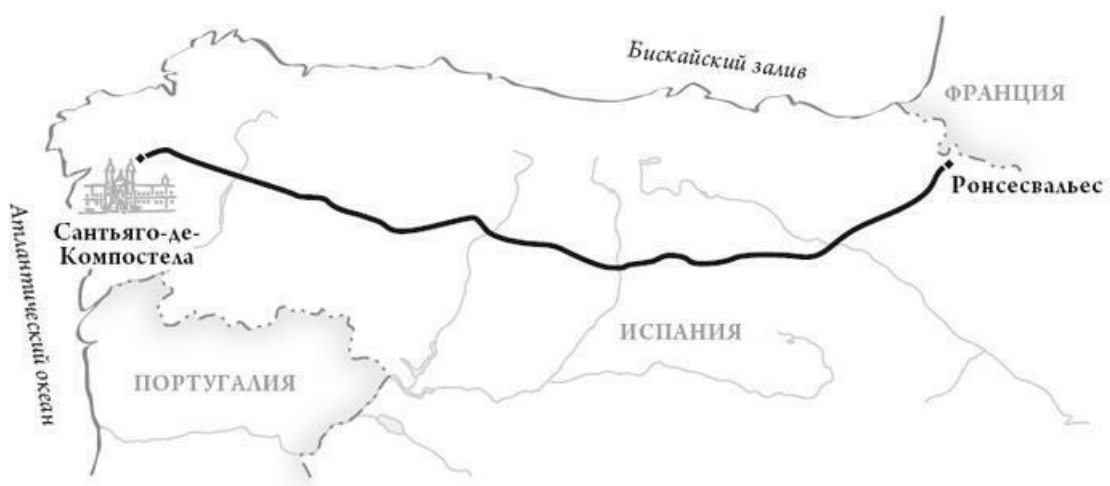 Бискайский залив
ФРАНЦИЯ
Ронсесвальес
Сантьяго-де-
Компостела
Атлантический океан
ИСПАНИЯ
ПОРТУГАЛИЯ